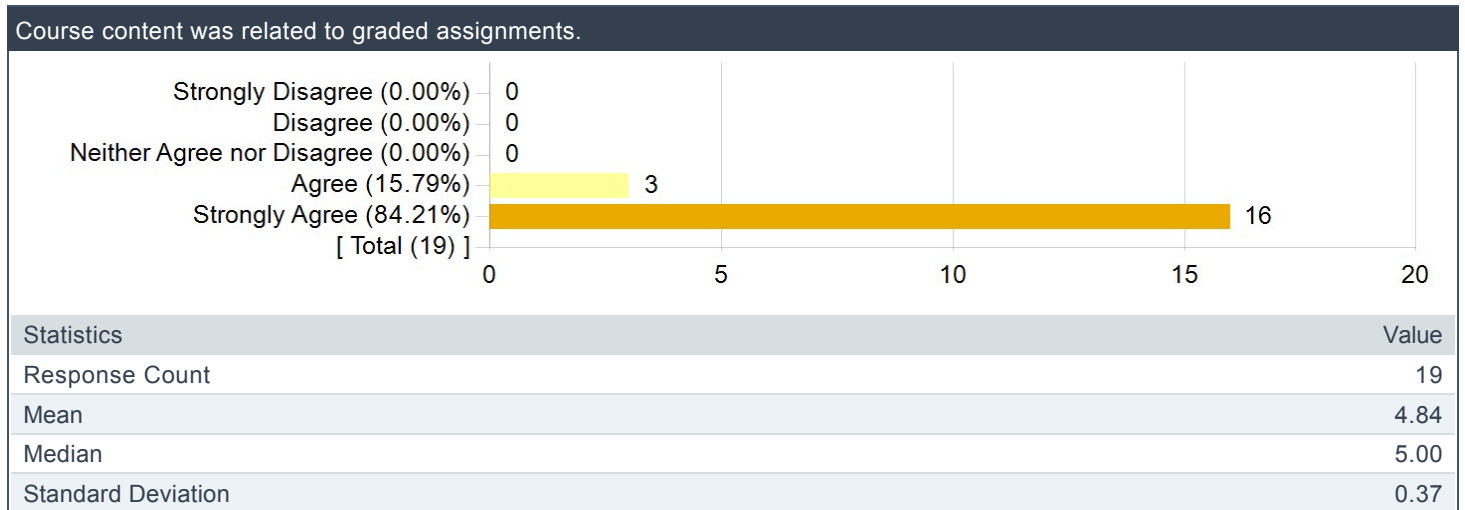 Course content was related to graded assignments.
Strongly Disagree (0.00%) 0
Disagree (0.00%) 0
Neither Agree nor Disagree (0.00%) 0
Agree (15.79%) 3
Strongly Agree (84.21%) 16
[ Total (19) ]
0 5 10 15 20
Statistics Value
Response Count 19
Mean 4.84
Median 5.00
Standard Deviation 0.37